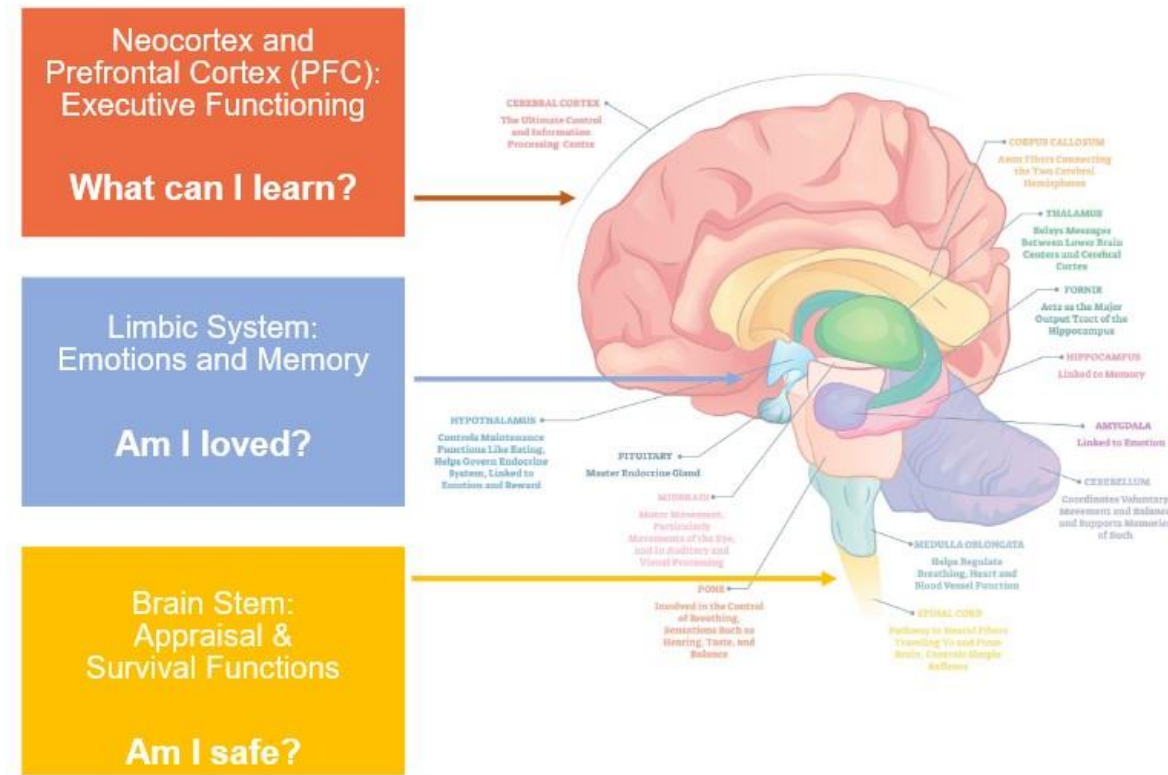 Neocortex and
Prefrontal Cortex (PFC):
Executive Functioning
What can I learn?
Limbic System:
Emotions and Memory
Am I loved?
Brain Stem:
Appraisal &
Survival Functions
Am I safe?
CEREBRAL CORTEX
The Ultimate Control
and Information
Processing Centre
CORPUS CALLOSUM
Axon Fibers Connecting
the Two Cerebral
Hemispheres
THALAMUS
Relays Messages
Between Lower Brain
Centers and Cerebral
Cortex
FORNIX
Acts as the Major
Output Tract of the
Hippocampus
HIPPOCAMPUS
Linked to Memory
AMYGDALA
Linked to Emotion
CEREBELLUM
Coordinates Voluntary
Movement and Balance
and Supports Memories
of Such
HYPOTHALAMUS
Controls Maintenance
Functions Like Eating,
Helps Govern Endocrine
System, Linked to
Emotion and Reward
PITUITARY
Master Endocrine Gland
MIDBRAIN
Motor Movement,
Particularly
Movements of the Eye,
and in Auditory and
Visual Processing
PONS
Involved in the Control
of Breathing,
Sensations Such as
Hearing, Taste, and
Balance
MEDULLA OBLONGATA
Helps Regulate
Breathing, Heart and
Blood Vessel Function
SPINAL CORD
Pathway to Neural Fibers
Traveling To and From
Brain. Controls Simple
Reflexes